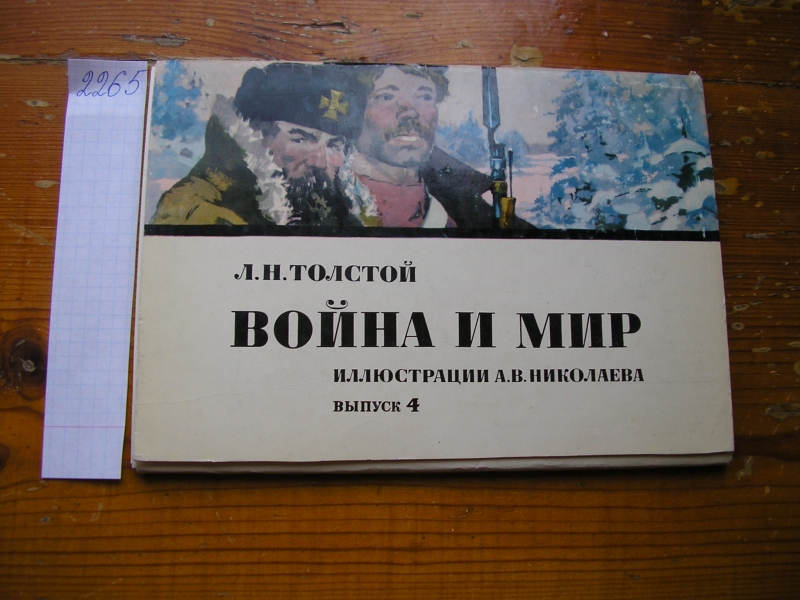 2265
Л.Н.ТОЛСТОЙ
ВОЙНА И МИР
ИЛЛЮСТРАЦИИ А.В.НИКОЛАЕВА
ВЫПУСК 4